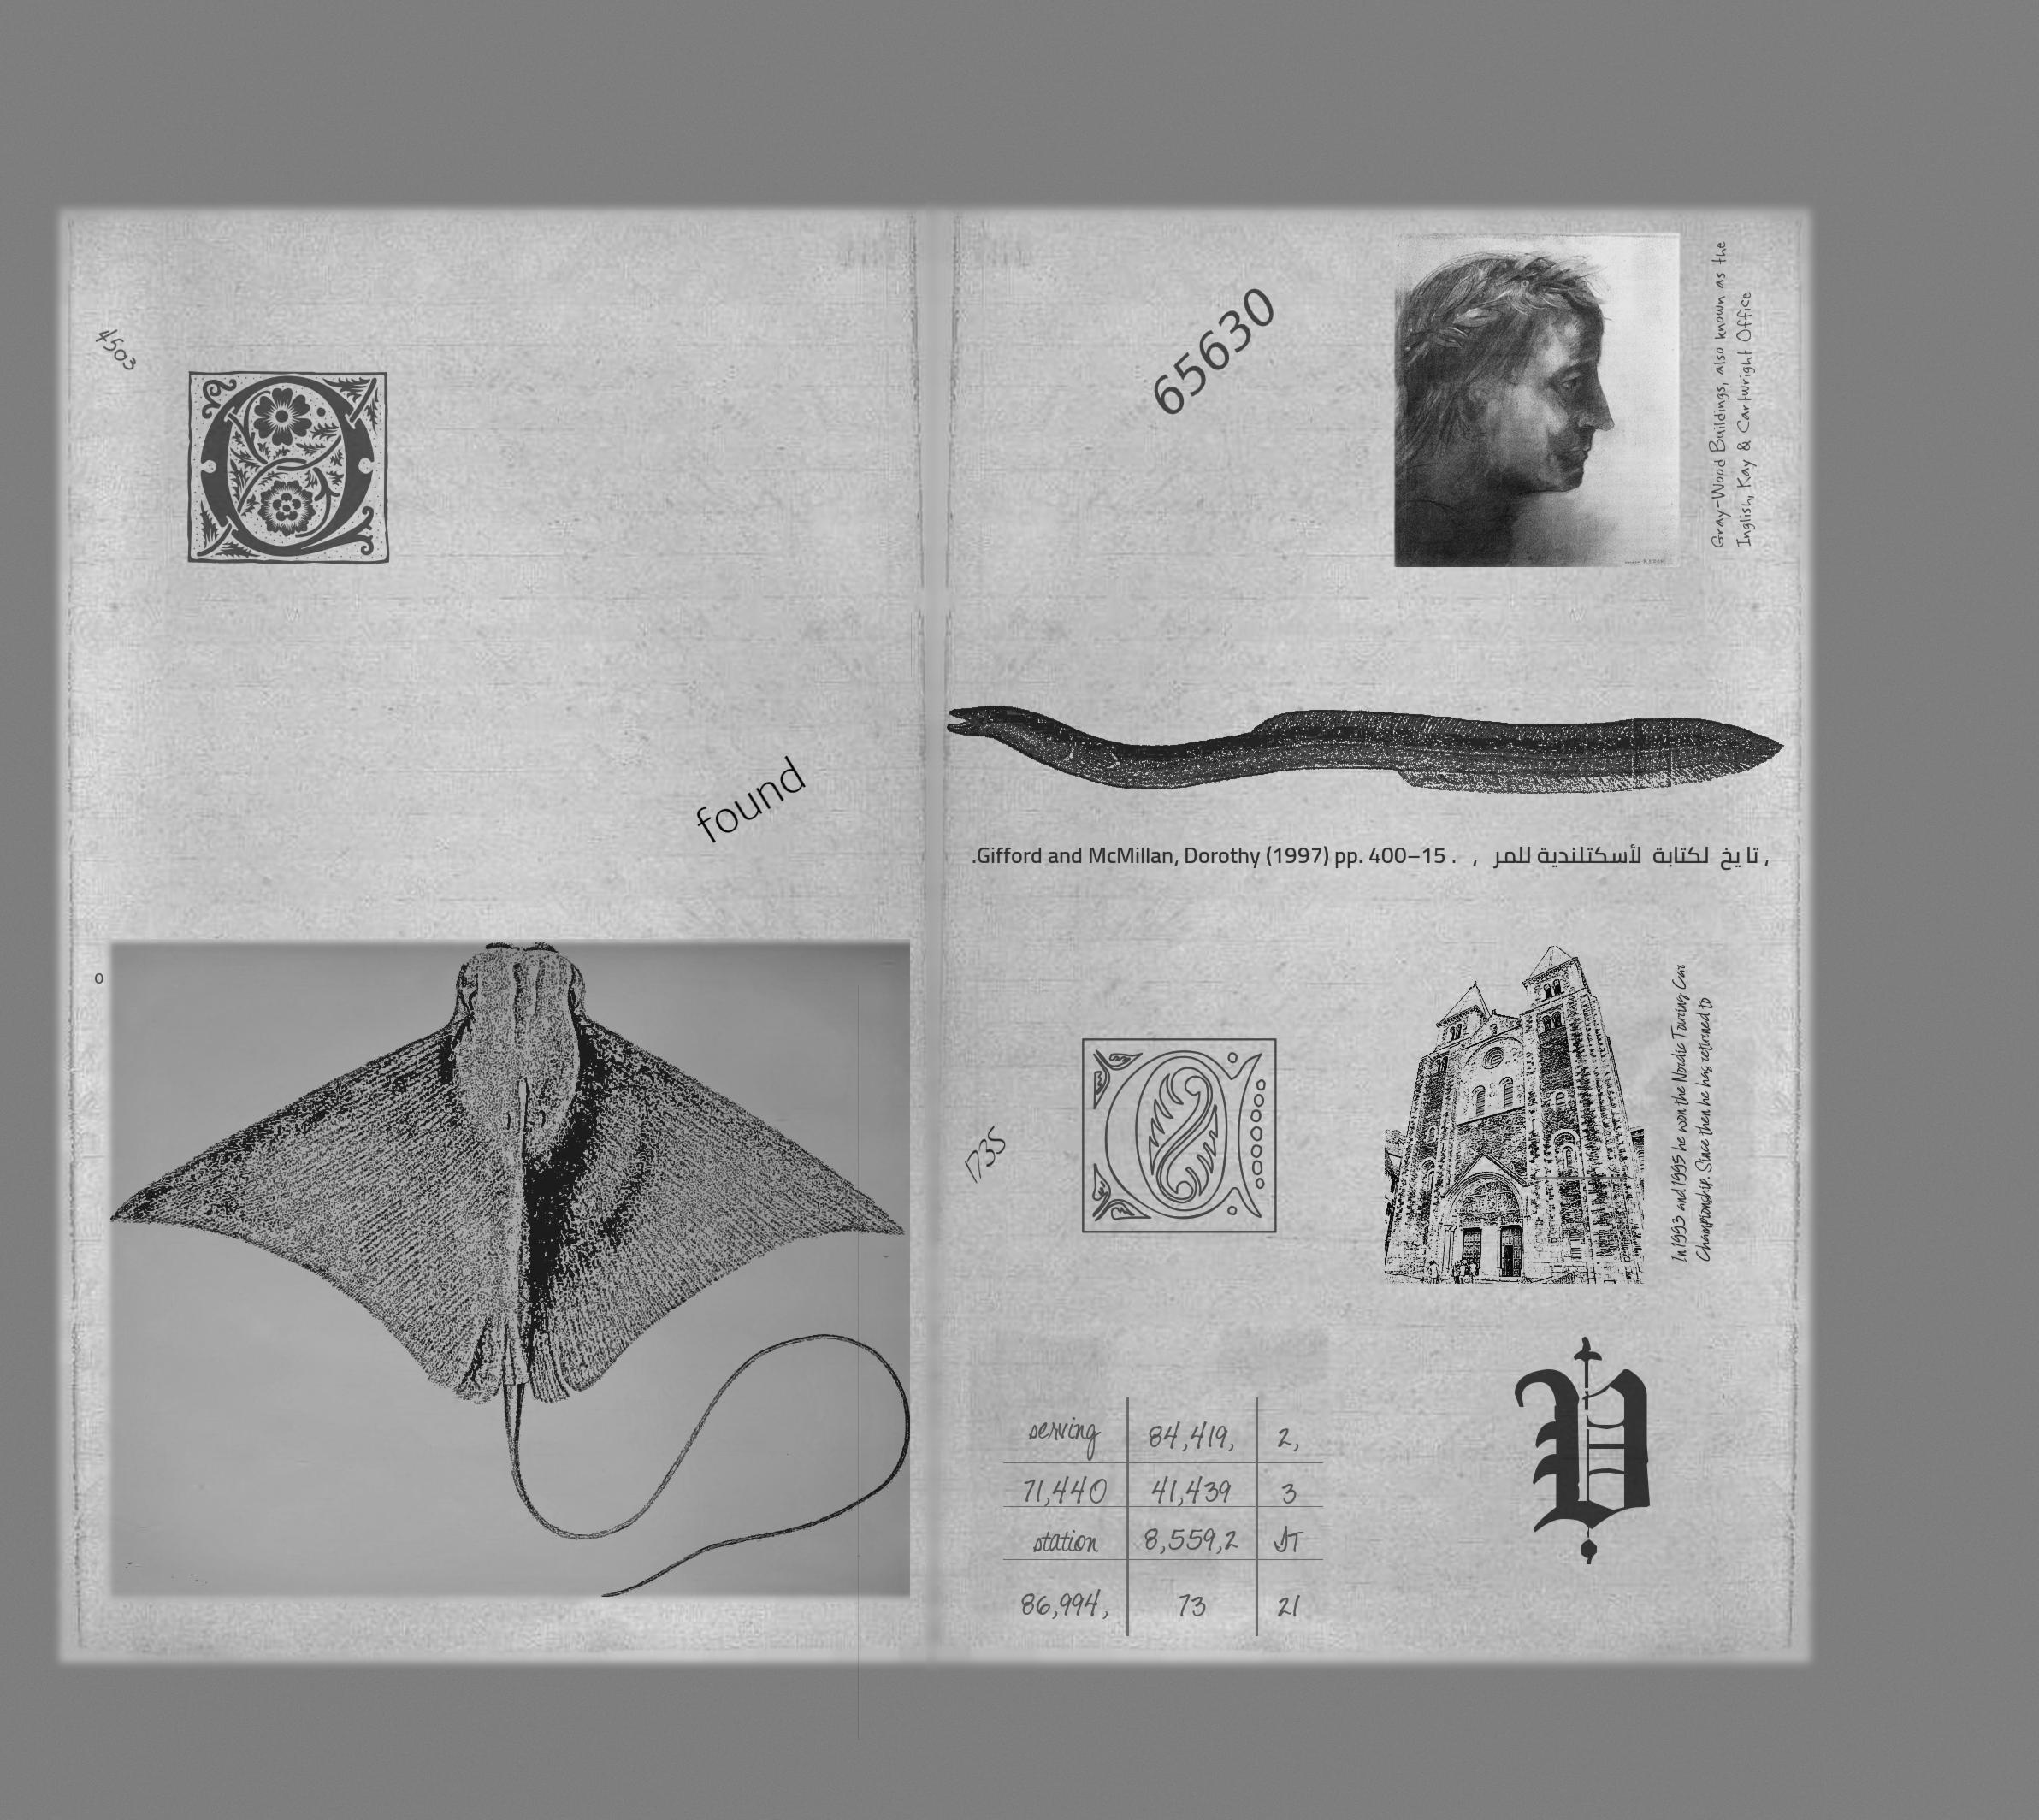 4503
O
found
o
65630
Gray-Wood Buildings, also known as the
Inglish, Kay & Cartwright Office
, تا يخ  لكتابة  لأسكتلندية للمر   ,   . Gifford and McMillan, Dorothy (1997) pp. 400–15.
1735
In 1993 and 1995 he won the Nordic Touring Car
Championship. Since then he has returned to
serving 84,419, 2,
71,440 41,439 3
station 8,559,2 ST
86,994, 73 21